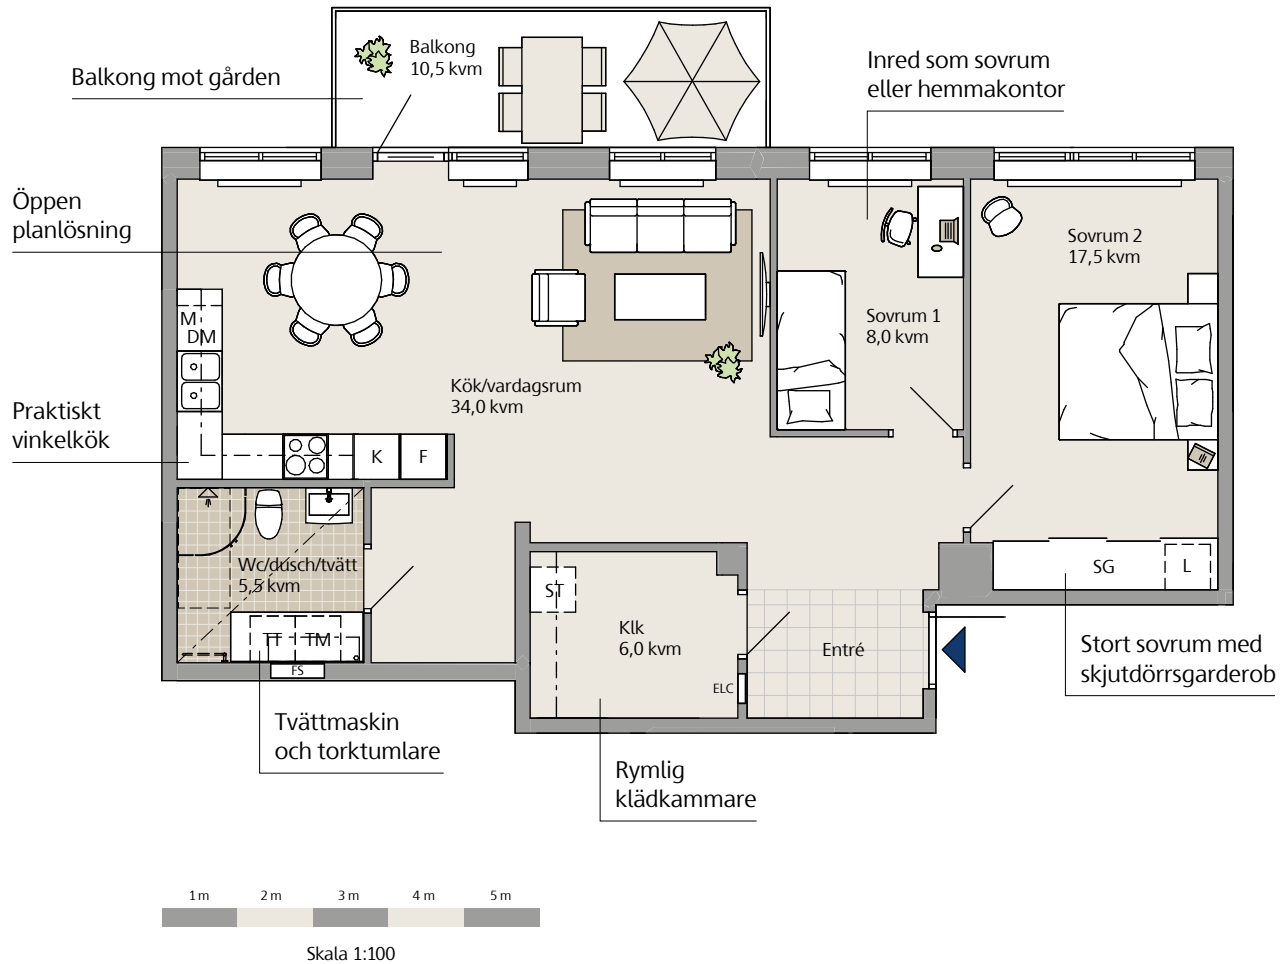 Balkong
10,5 kvm
Balkong mot gården
Inred som sovrum
eller hemmakontor
Öppen
planlösning
Sovrum 2
17,5 kvm
M
DM
Sovrum 1
8,0 kvm
Kök/vardagsrum
34,0 kvm
Praktiskt
vinkelkök
K
F
Wc/dusch/tvätt
5,5 kvm
ST
SG
L
TT
TM
FS
Klk
6,0 kvm
Entré
ELC
Stort sovrum med
skjutdörrsgarderob
Tvättmaskin
och torktumlare
Rymlig
klädkammare
1 m
2 m
3 m
4 m
5 m
Skala 1:100